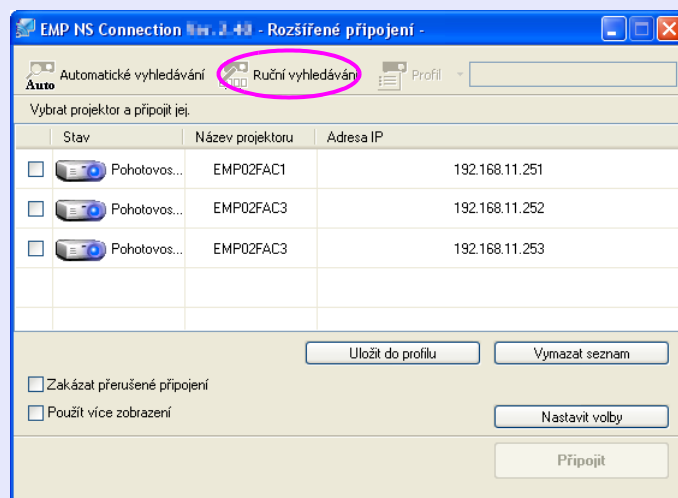 EMP NS Connection - Rozšířené připojení -
Auto Automatické vyhledávání Ruční vyhledávání Profil
Vybrat projektor a připojit jej.
Stav Název projektoru Adresa IP
Pohotovos... EMP02FAC1 192.168.11.251
Pohotovos... EMP02FAC3 192.168.11.252
Pohotovos... EMP02FAC3 192.168.11.253
Uložit do profilu Vymazat seznam
Zakázat přerušené připojení
Použít více zobrazení
Nastavit volby
Připojit